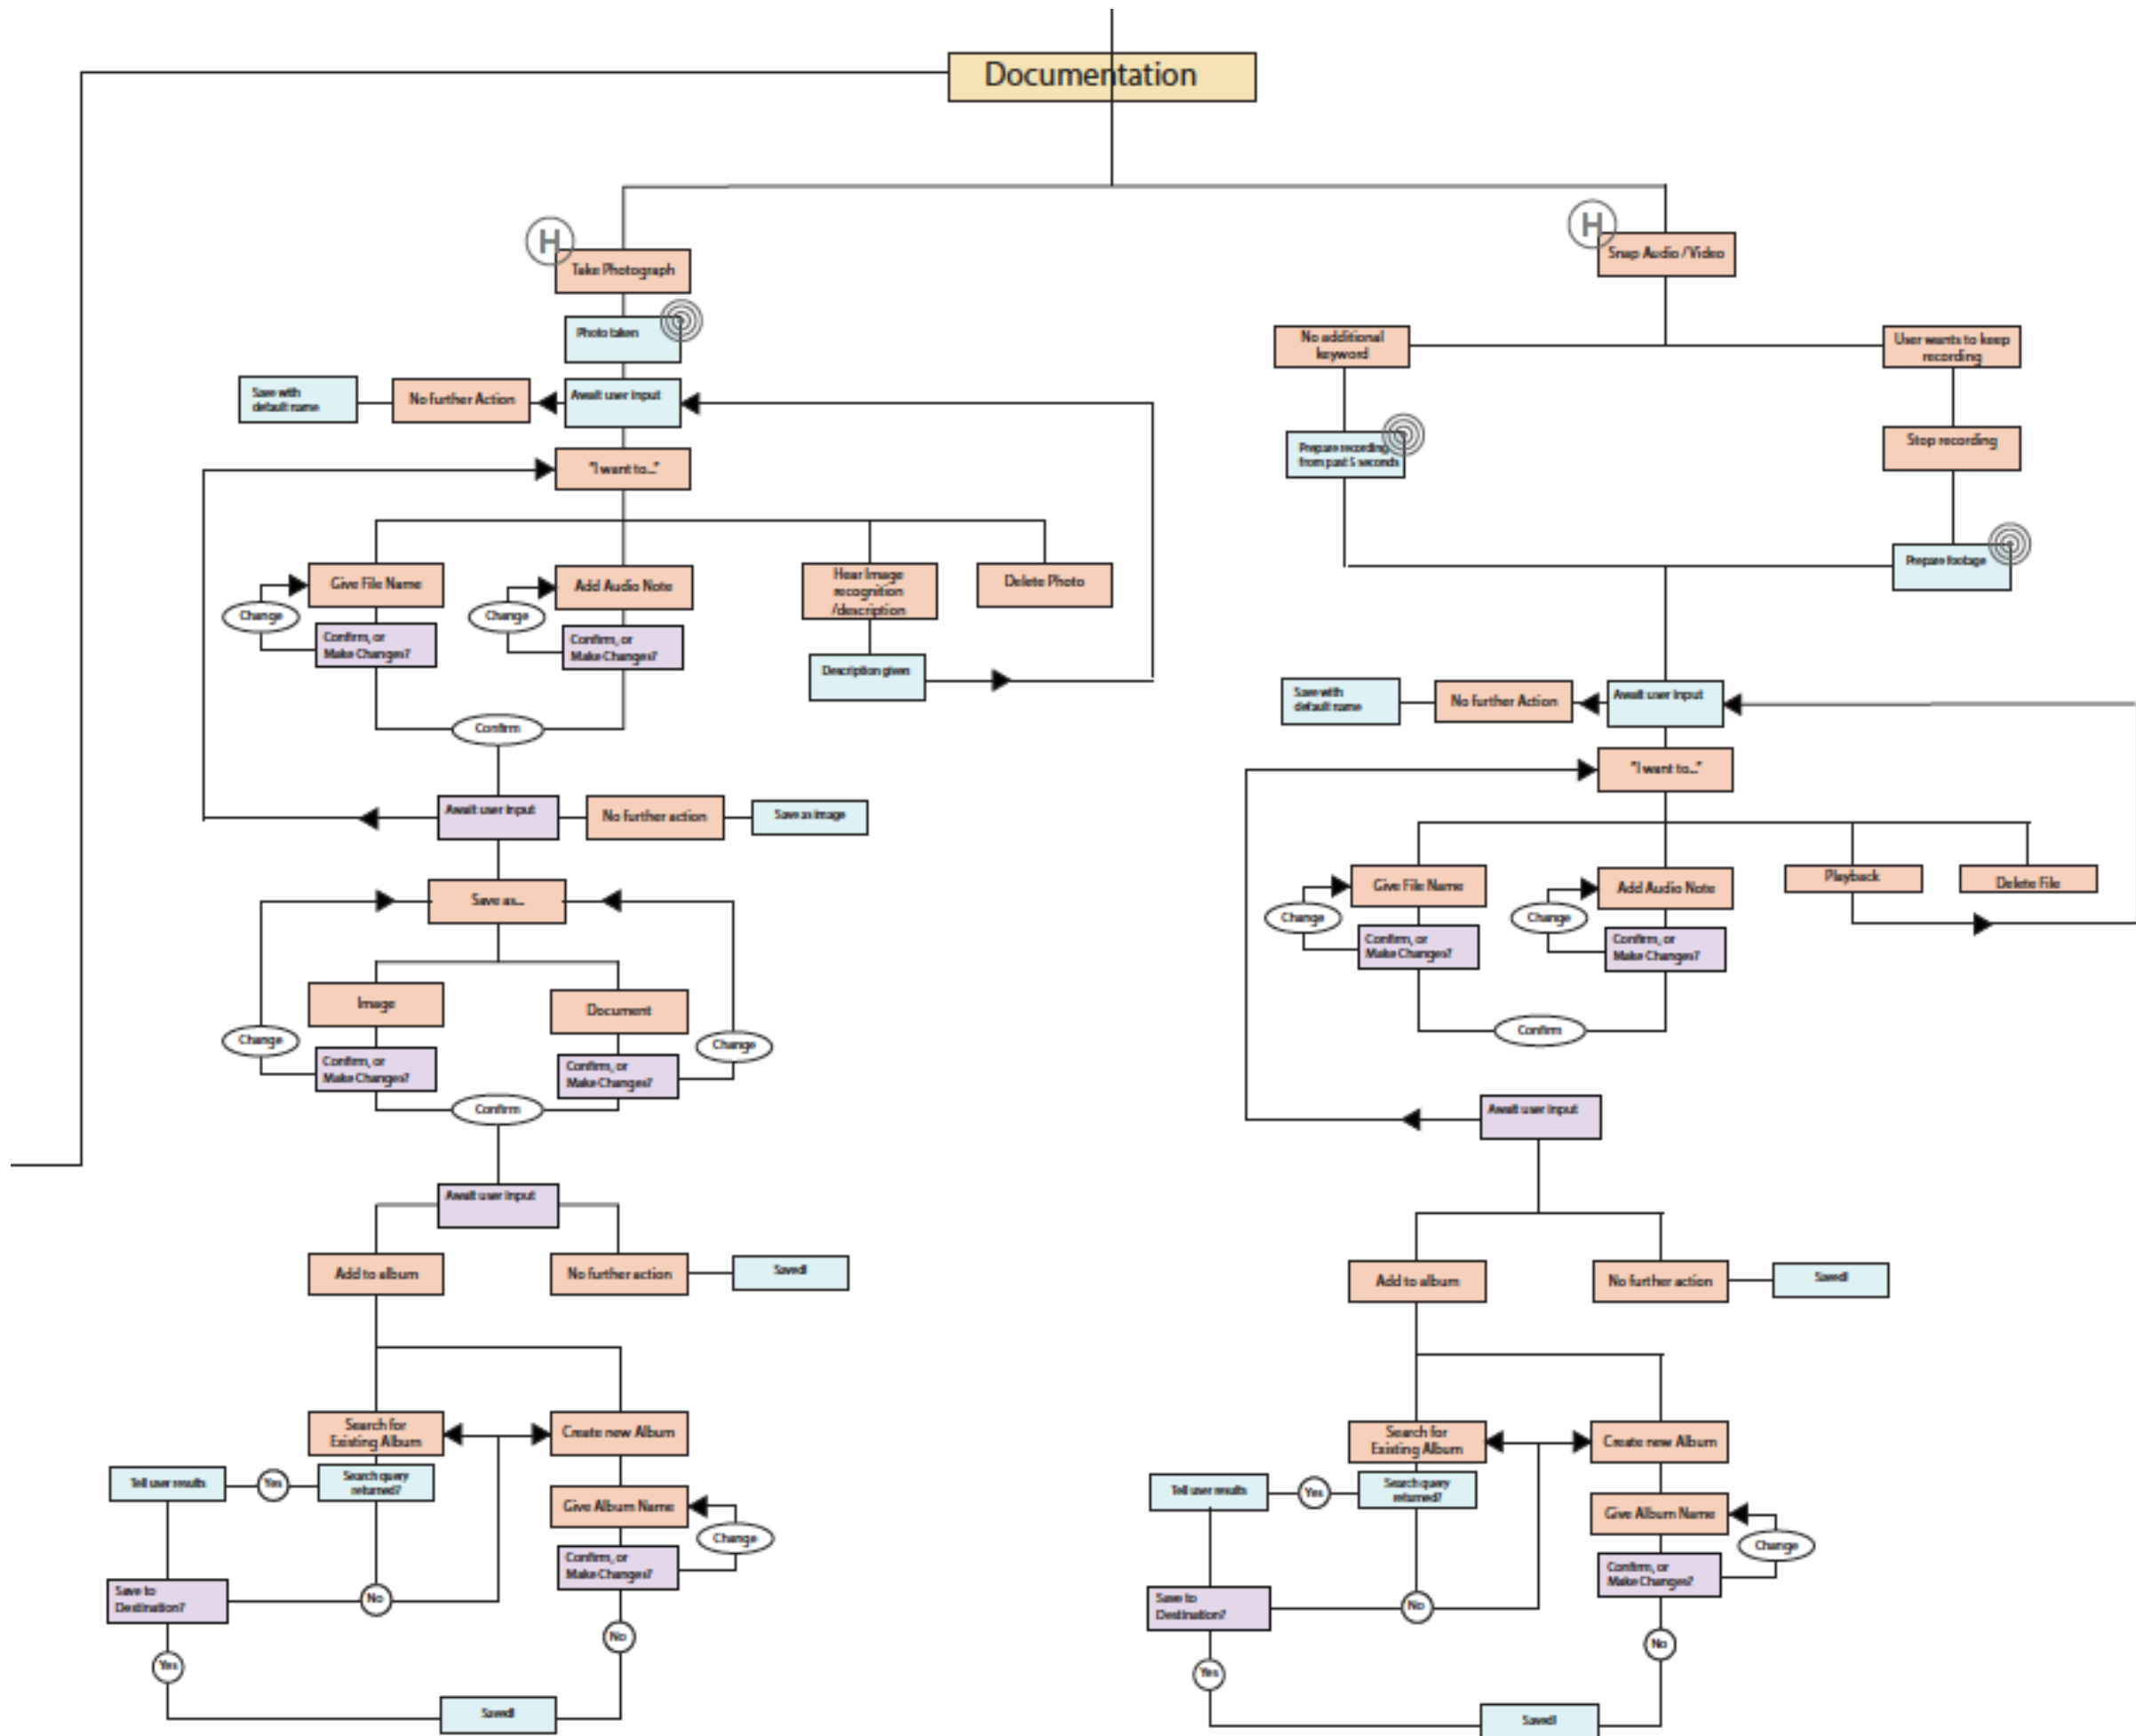 Documentation
H
Take Photograph
Photo taken
Save with
default name
No further Action
Await user input
"I want to..."
Give File Name
Change
Confirm, or
Make Changes?
Add Audio Note
Change
Confirm, or
Make Changes?
Hear Image
recognition
/description
Description given
Delete Photo
Confirm
Await user input
No further action
Save as image
Save as...
Image
Change
Confirm, or
Make Changes?
Document
Change
Confirm, or
Make Changes?
Confirm
Await user input
Add to album
No further action
Saved!
Search for
Existing Album
Create new Album
Tell user results
Yes
Search query
returned?
Give Album Name
Change
Confirm, or
Make Changes?
Save to
Destination?
No
No
Yes
Saved!
H
Snap Audio / Video
No additional
keyword
User wants to keep
recording
Prepare recording
from past 5 seconds
Stop recording
Prepare footage
Save with
default name
No further Action
Await user input
"I want to..."
Give File Name
Change
Confirm, or
Make Changes?
Add Audio Note
Change
Confirm, or
Make Changes?
Playback
Delete File
Confirm
Await user input
Add to album
No further action
Saved!
Search for
Existing Album
Create new Album
Tell user results
Yes
Search query
returned?
Give Album Name
Change
Confirm, or
Make Changes?
Save to
Destination?
No
No
Yes
Saved!